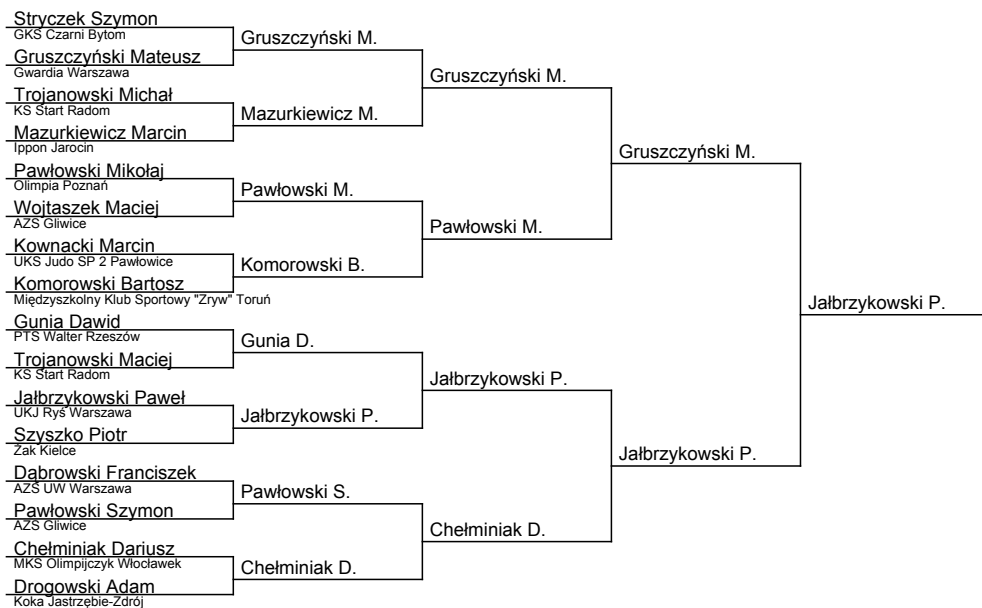 Stryczek Szymon
GKS Czarni Bytom
Gruszczyński Mateusz
Gwardia Warszawa
Trojanowski Michał
KS Start Radom
Mazurkiewicz Marcin
Ippon Jarocin
Pawłowski Mikołaj
Olimpia Poznań
Wojtaszek Maciej
AZS Gliwice
Kownacki Marcin
UKS Judo SP 2 Pawłowice
Komorowski Bartosz
Międzyszkolny Klub Sportowy "Zryw" Toruń
Gunia Dawid
PTS Walter Rzeszów
Trojanowski Maciej
KS Start Radom
Jałbrzykowski Paweł
UKJ Ryś Warszawa
Szyszko Piotr
Żak Kielce
Dąbrowski Franciszek
AZS UW Warszawa
Pawłowski Szymon
AZS Gliwice
Chełminiak Dariusz
MKS Olimpijczyk Włocławek
Drogowski Adam
Koka Jastrzębie-Zdrój
Gruszczyński M.
Mazurkiewicz M.
Pawłowski M.
Komorowski B.
Gunia D.
Jałbrzykowski P.
Pawłowski S.
Chełminiak D.
Gruszczyński M.
Pawłowski M.
Jałbrzykowski P.
Chełminiak D.
Gruszczyński M.
Jałbrzykowski P.
Jałbrzykowski P.